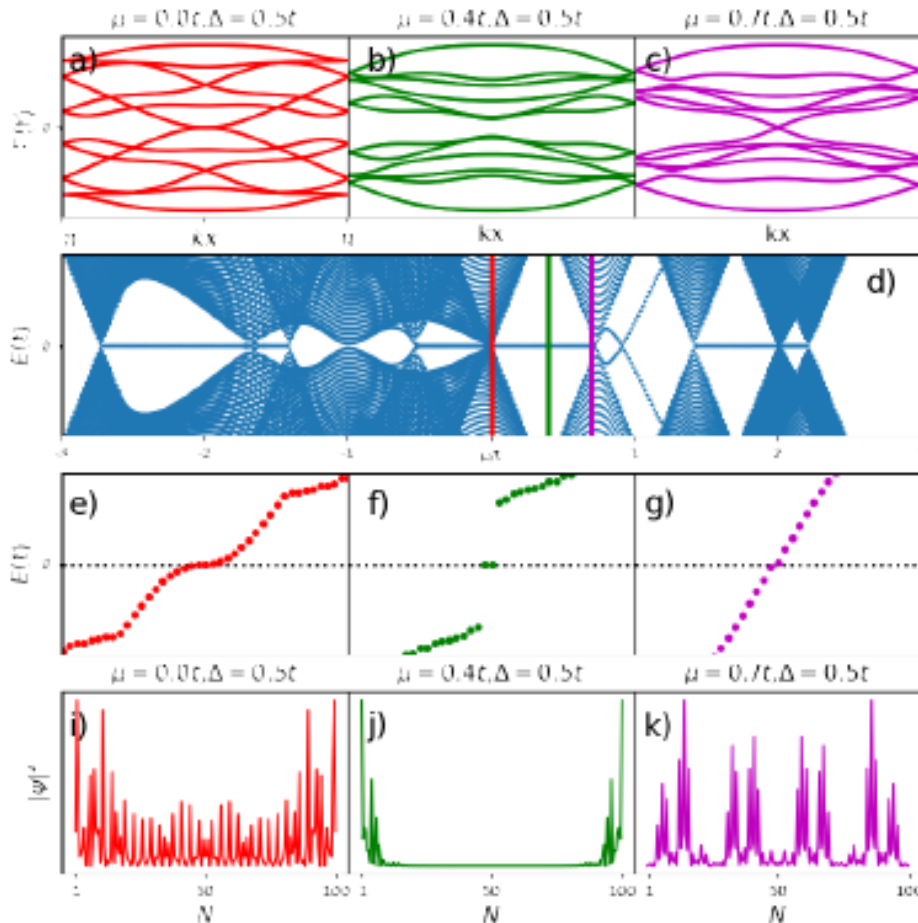 μ = 0.0t,Δ = 0.5t μ = 0.4t,Δ = 0.5t μ = 0.7t,Δ = 0.5t
a) b) c)
0
π kx π kx kx
d)
E(t) 0
-3 -2 -1 μ/t 1 2
e) f) g)
E(t) 0
μ = 0.0t,Δ = 0.5t μ = 0.4t,Δ = 0.5t μ = 0.7t,Δ = 0.5t
i) j) k)
|ψ|²
1 50 100 1 50 100 1 50 100
N N N